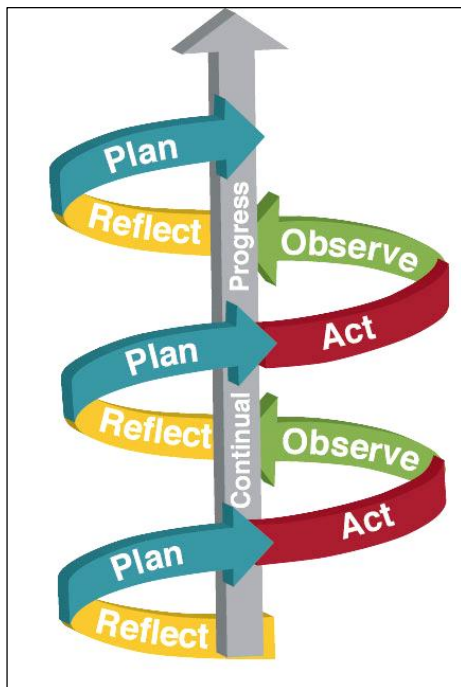 Plan
Reflect
Progress
Observe
Act
Plan
Reflect
Continual
Observe
Act
Plan
Reflect